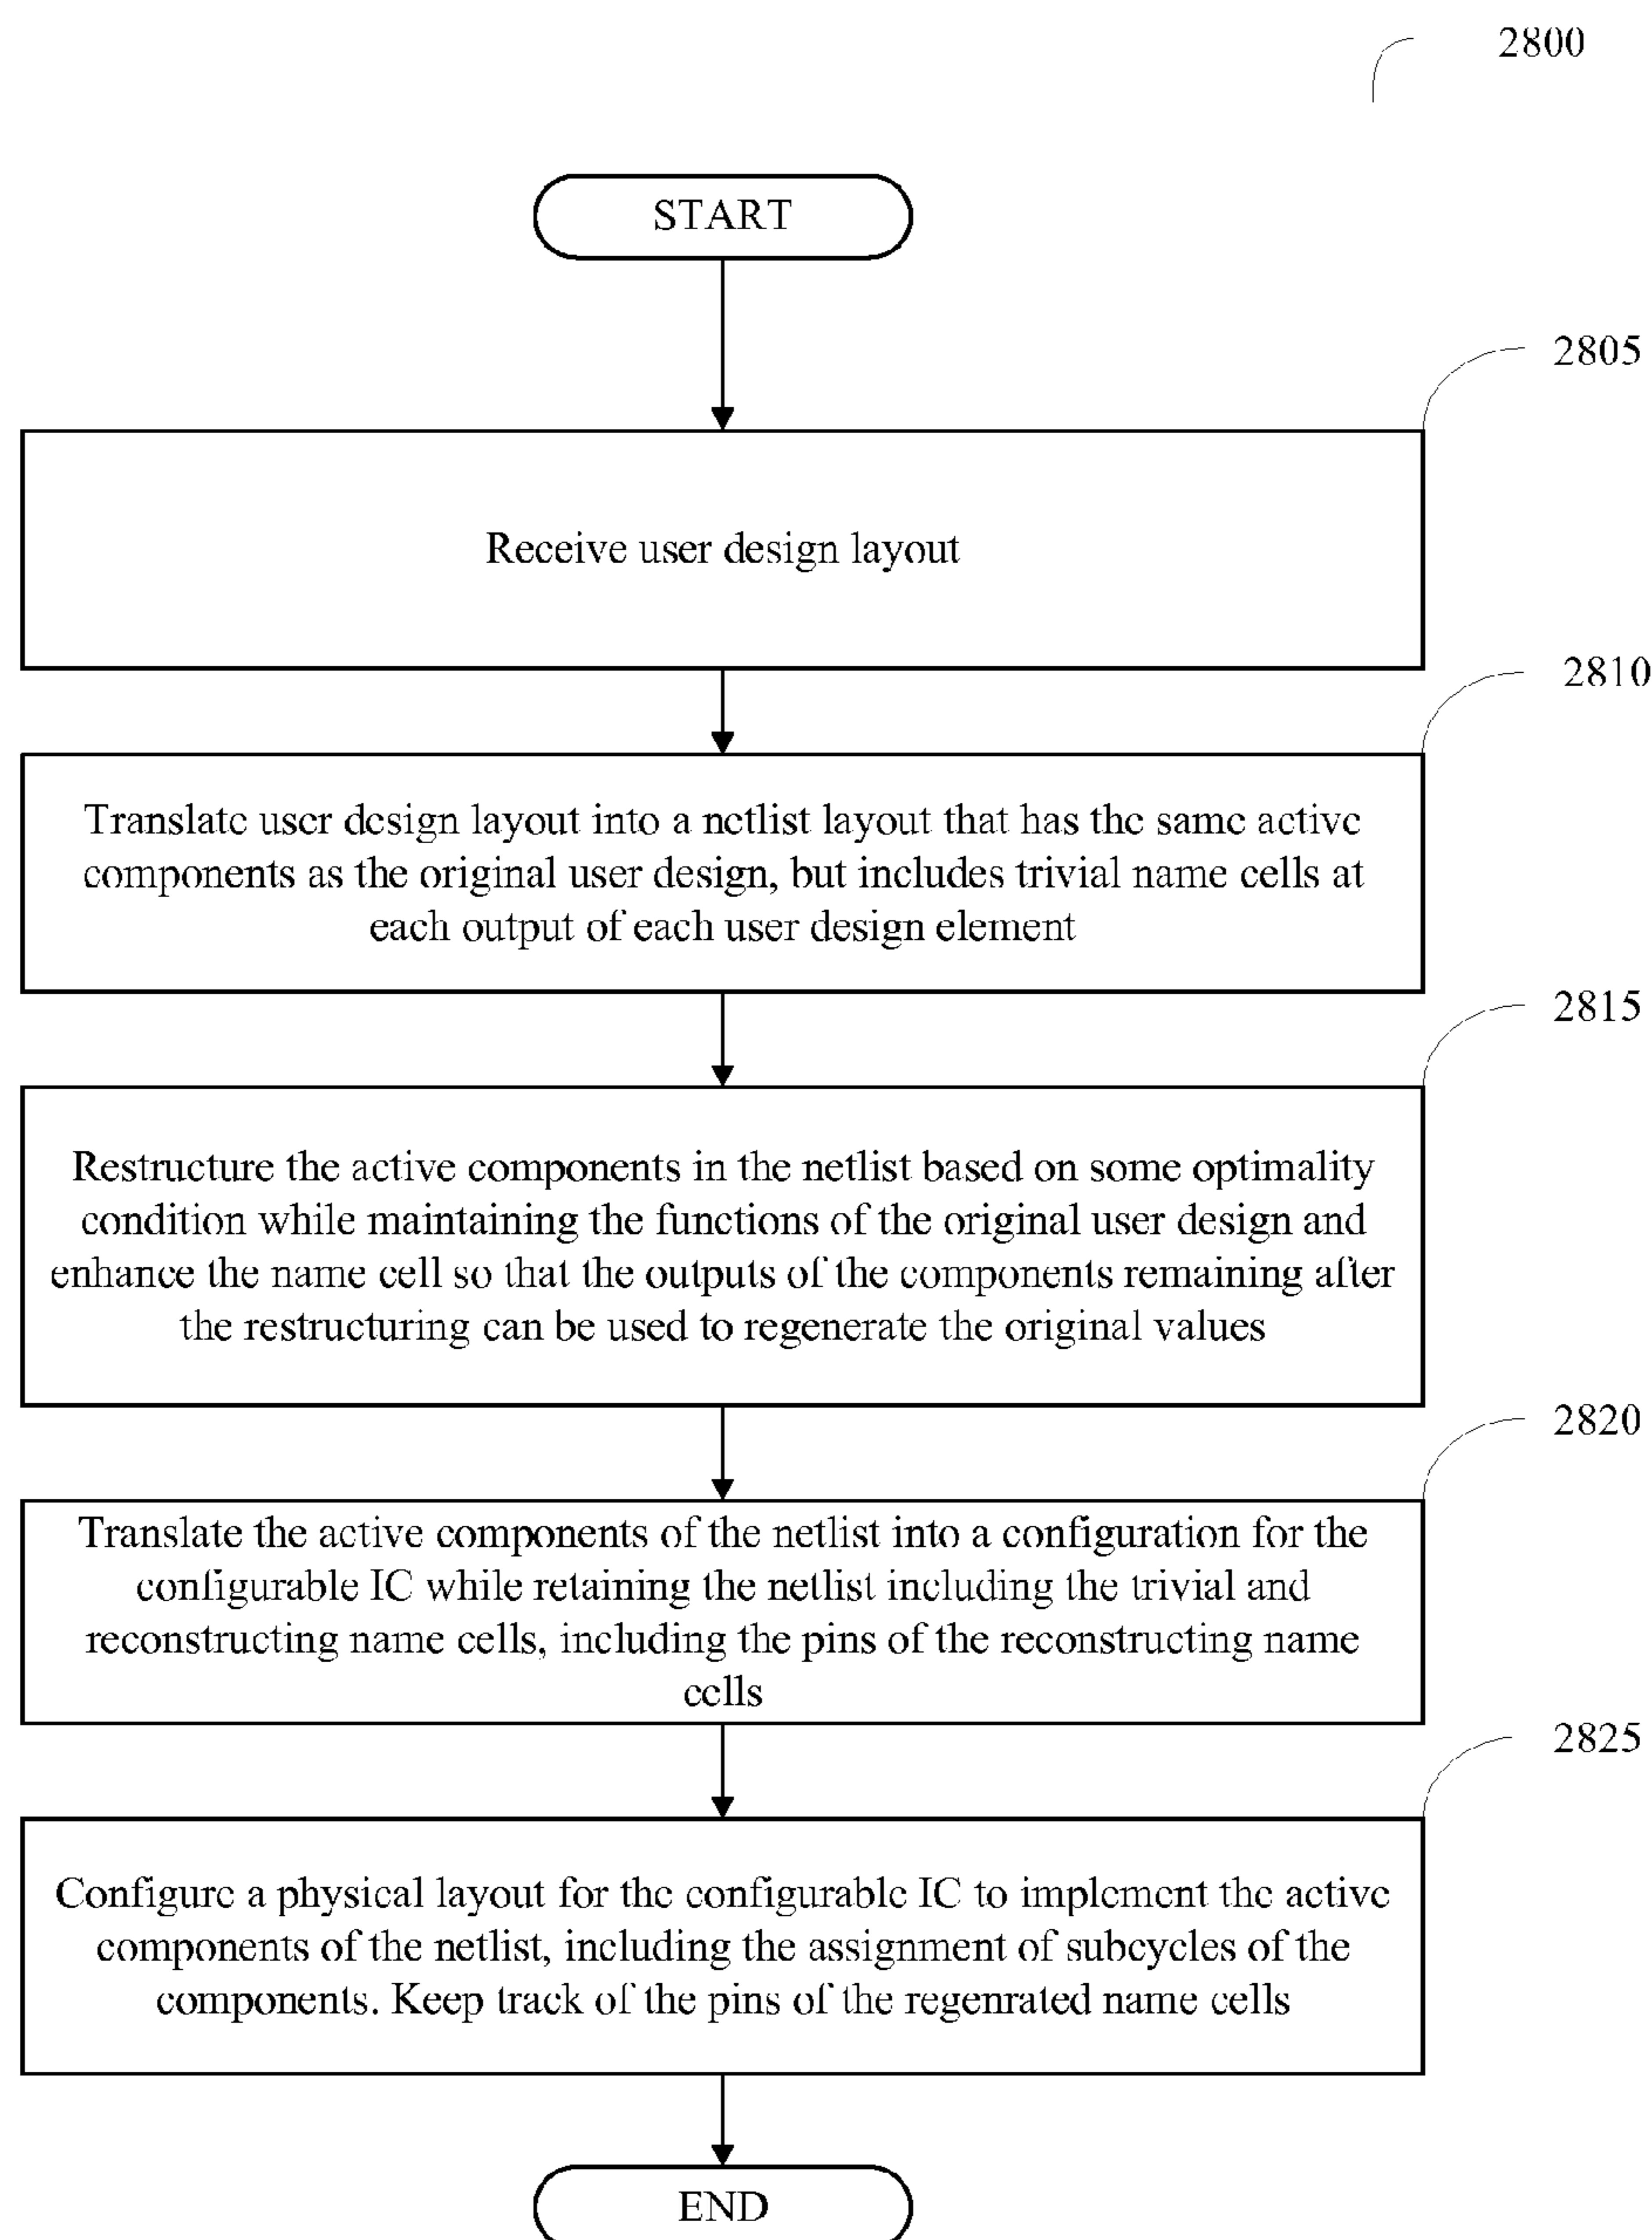 2800
START
2805
Receive user design layout
2810
Translate user design layout into a netlist layout that has the same active
components as the original user design, but includes trivial name cells at
each output of each user design element
2815
Restructure the active components in the netlist based on some optimality
condition while maintaining the functions of the original user design and
enhance the name cell so that the outputs of the components remaining after
the restructuring can be used to regenerate the original values
2820
Translate the active components of the netlist into a configuration for the
configurable IC while retaining the netlist including the trivial and
reconstructing name cells, including the pins of the reconstructing name
cells
2825
Configure a physical layout for the configurable IC to implement the active
components of the netlist, including the assignment of subcycles of the
components. Keep track of the pins of the regenrated name cells
END